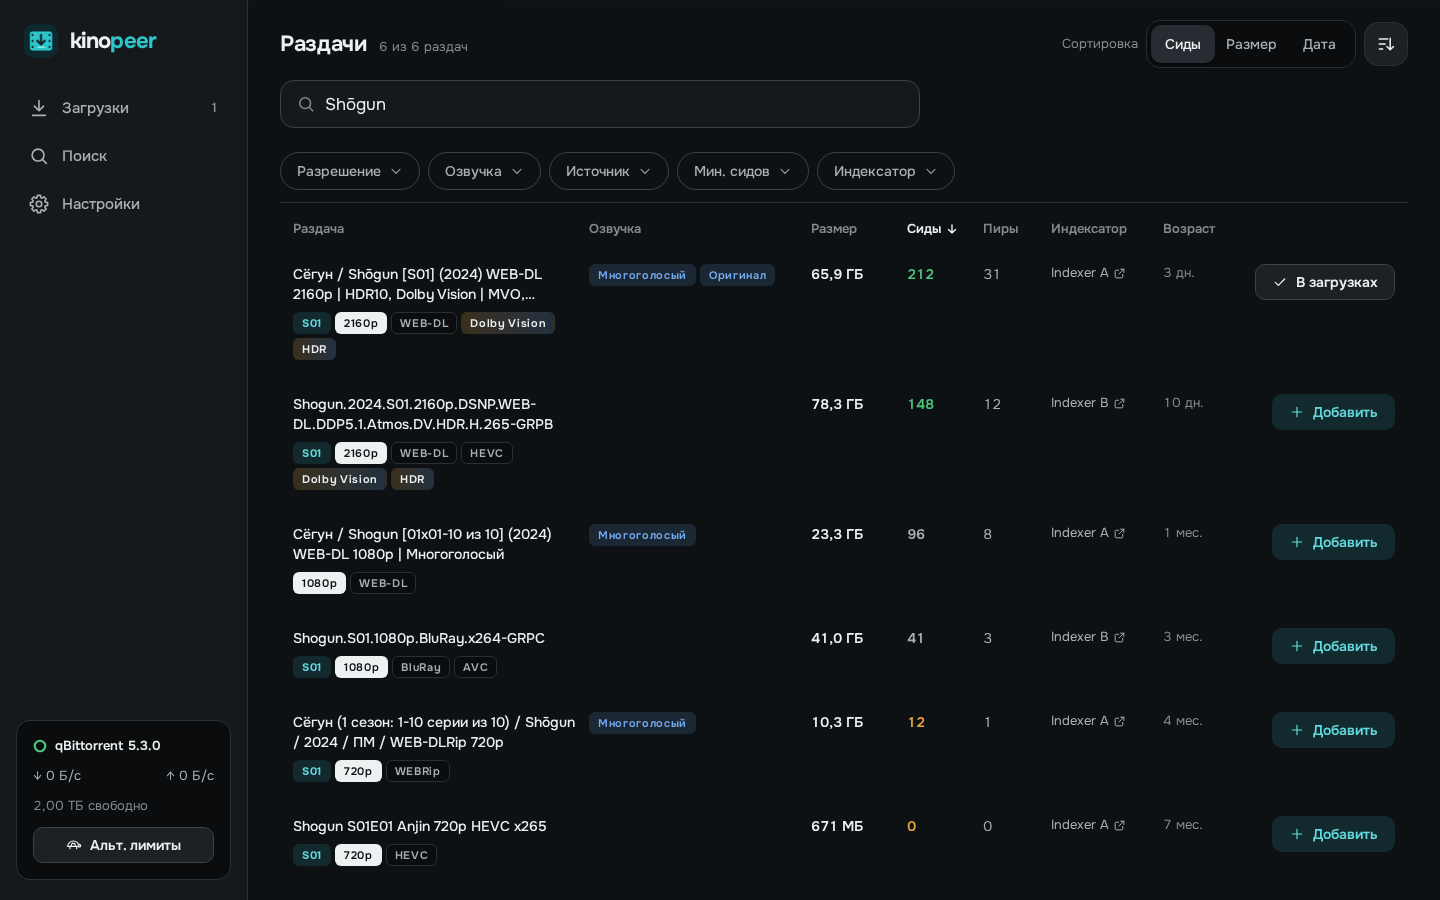 kinopeer
Загрузки 1
Поиск
Настройки
qBittorrent 5.3.0
↓ 0 Б/с ↑ 0 Б/с
2,00 ТБ свободно
Альт. лимиты
Раздачи 6 из 6 раздач
Сортировка Сиды Размер Дата
Shōgun
Разрешение Озвучка Источник Мин. сидов Индексатор
Раздача Озвучка Размер Сиды ↓ Пиры Индексатор Возраст
Сёгун / Shōgun [S01] (2024) WEB-DL Многоголосый Оригинал 65,9 ГБ 212 31 Indexer A 3 дн. В загрузках
2160p | HDR10, Dolby Vision | MVO,...
S01 2160p WEB-DL Dolby Vision
HDR
Shogun.2024.S01.2160p.DSNP.WEB- 78,3 ГБ 148 12 Indexer B 10 дн. + Добавить
DL.DDP5.1.Atmos.DV.HDR.H.265-GRPB
S01 2160p WEB-DL HEVC
Dolby Vision HDR
Сёгун / Shogun [01x01-10 из 10] (2024) Многоголосый 23,3 ГБ 96 8 Indexer A 1 мес. + Добавить
WEB-DL 1080p | Многоголосый
1080p WEB-DL
Shogun.S01.1080p.BluRay.x264-GRPC 41,0 ГБ 41 3 Indexer B 3 мес. + Добавить
S01 1080p BluRay AVC
Сёгун (1 сезон: 1-10 серии из 10) / Shōgun Многоголосый 10,3 ГБ 12 1 Indexer A 4 мес. + Добавить
/ 2024 / ПМ / WEB-DLRip 720p
S01 720p WEBRip
Shogun S01E01 Anjin 720p HEVC x265 671 МБ 0 0 Indexer A 7 мес. + Добавить
S01 720p HEVC